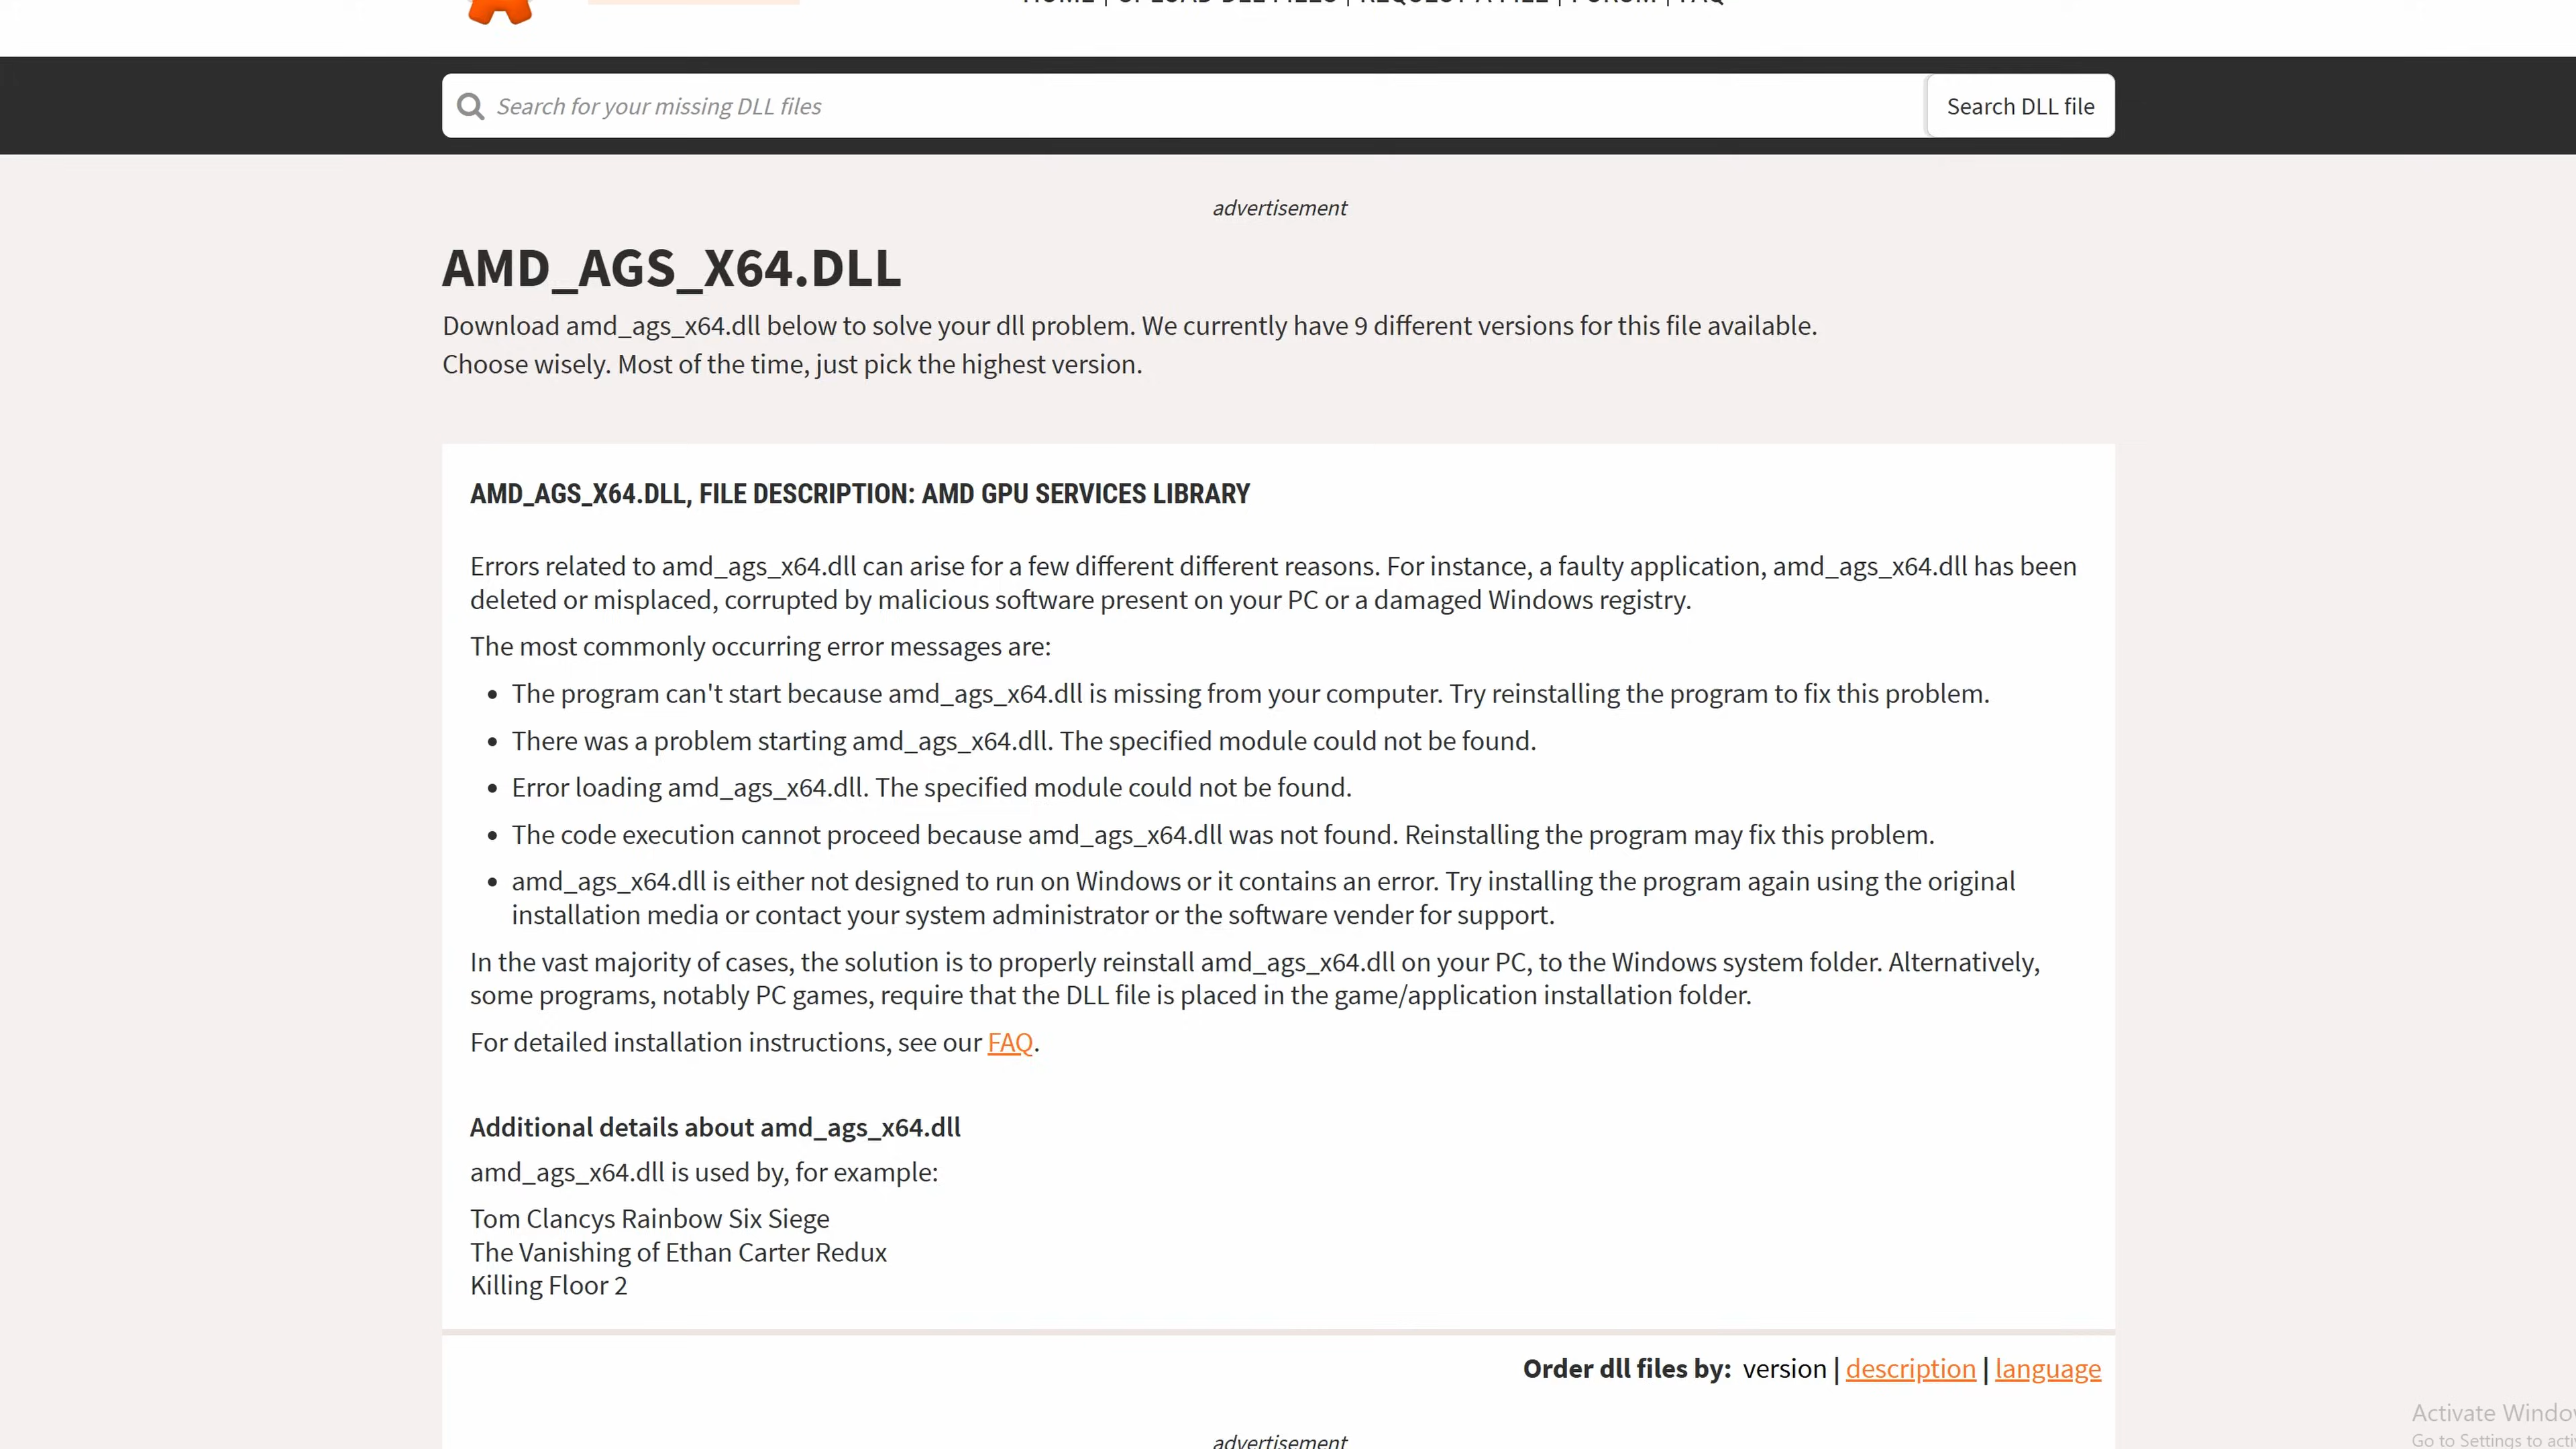 HOME | UPLOAD DLL FILES | REQUEST A FILE | FORUM | FAQ
Search for your missing DLL files
Search DLL file
advertisement
AMD_AGS_X64.DLL
Download amd_ags_x64.dll below to solve your dll problem. We currently have 9 different versions for this file available.
Choose wisely. Most of the time, just pick the highest version.
AMD_AGS_X64.DLL, FILE DESCRIPTION: AMD GPU SERVICES LIBRARY
Errors related to amd_ags_x64.dll can arise for a few different different reasons. For instance, a faulty application, amd_ags_x64.dll has been
deleted or misplaced, corrupted by malicious software present on your PC or a damaged Windows registry.
The most commonly occurring error messages are:
• The program can't start because amd_ags_x64.dll is missing from your computer. Try reinstalling the program to fix this problem.
• There was a problem starting amd_ags_x64.dll. The specified module could not be found.
• Error loading amd_ags_x64.dll. The specified module could not be found.
• The code execution cannot proceed because amd_ags_x64.dll was not found. Reinstalling the program may fix this problem.
• amd_ags_x64.dll is either not designed to run on Windows or it contains an error. Try installing the program again using the original
installation media or contact your system administrator or the software vender for support.
In the vast majority of cases, the solution is to properly reinstall amd_ags_x64.dll on your PC, to the Windows system folder. Alternatively,
some programs, notably PC games, require that the DLL file is placed in the game/application installation folder.
For detailed installation instructions, see our FAQ.
Additional details about amd_ags_x64.dll
amd_ags_x64.dll is used by, for example:
Tom Clancys Rainbow Six Siege
The Vanishing of Ethan Carter Redux
Killing Floor 2
Order dll files by: version | description | language
advertisement
Activate Windo
Go to Settings to acti